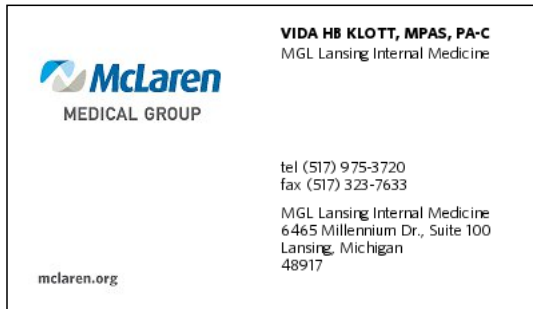 McLaren
MEDICAL GROUP
mclaren.org
VIDA HB KLOTT, MPAS, PA-C
MGL Lansing Internal Medicine
tel (517) 975-3720
fax (517) 323-7633
MGL Lansing Internal Medicine
6465 Millennium Dr., Suite 100
Lansing, Michigan
48917